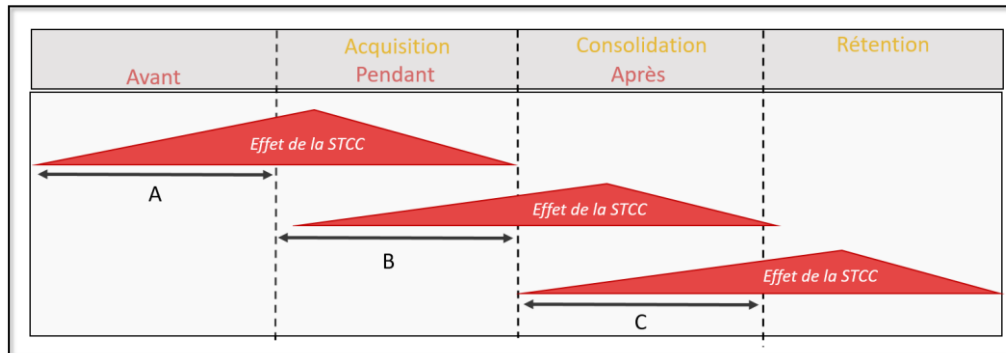 Acquisition Consolidation Rétention
Avant Pendant Après
Effet de la STCC
A
Effet de la STCC
B
Effet de la STCC
C